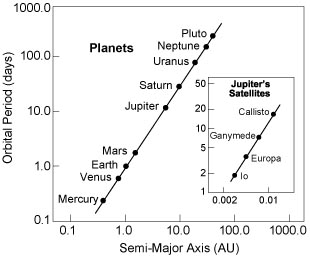 1000.0
100.0
10.0
1.0
0.1
Orbital Period (days)
Planets
Pluto
Neptune
Uranus
Saturn
Jupiter
Mars
Earth
Venus
Mercury
0.1 1.0 10.0 100.0 1000.0
Semi-Major Axis (AU)
Jupiter's
Satellites
50
20
10
5
2
1
Callisto
Ganymede
Europa
Io
0.002 0.01